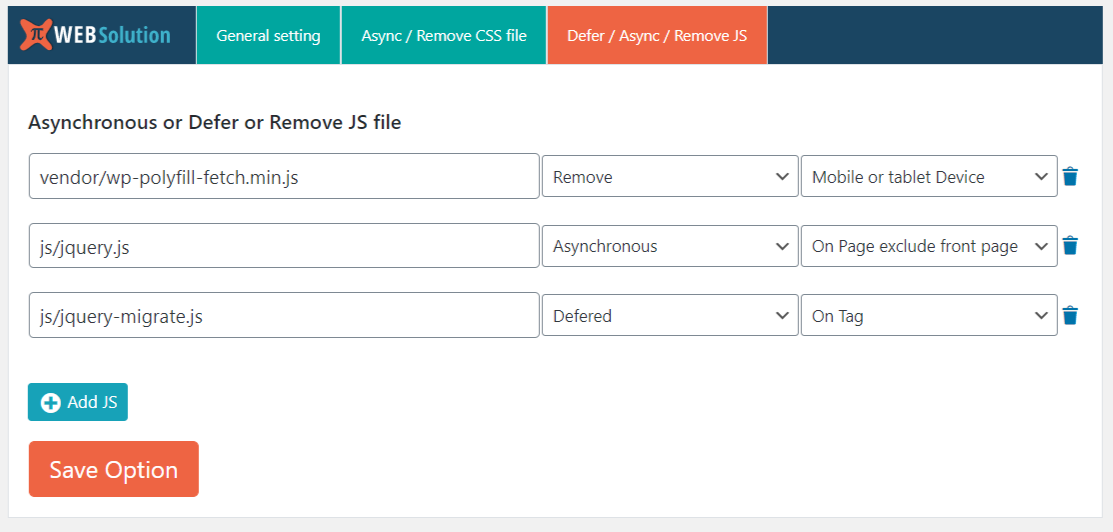 π WEBSolution General setting Async / Remove CSS file Defer / Async / Remove JS
Asynchronous or Defer or Remove JS file
vendor/wp-polyfill-fetch.min.js Remove Mobile or tablet Device
js/jquery.js Asynchronous On Page exclude front page
js/jquery-migrate.js Defered On Tag
Add JS
Save Option